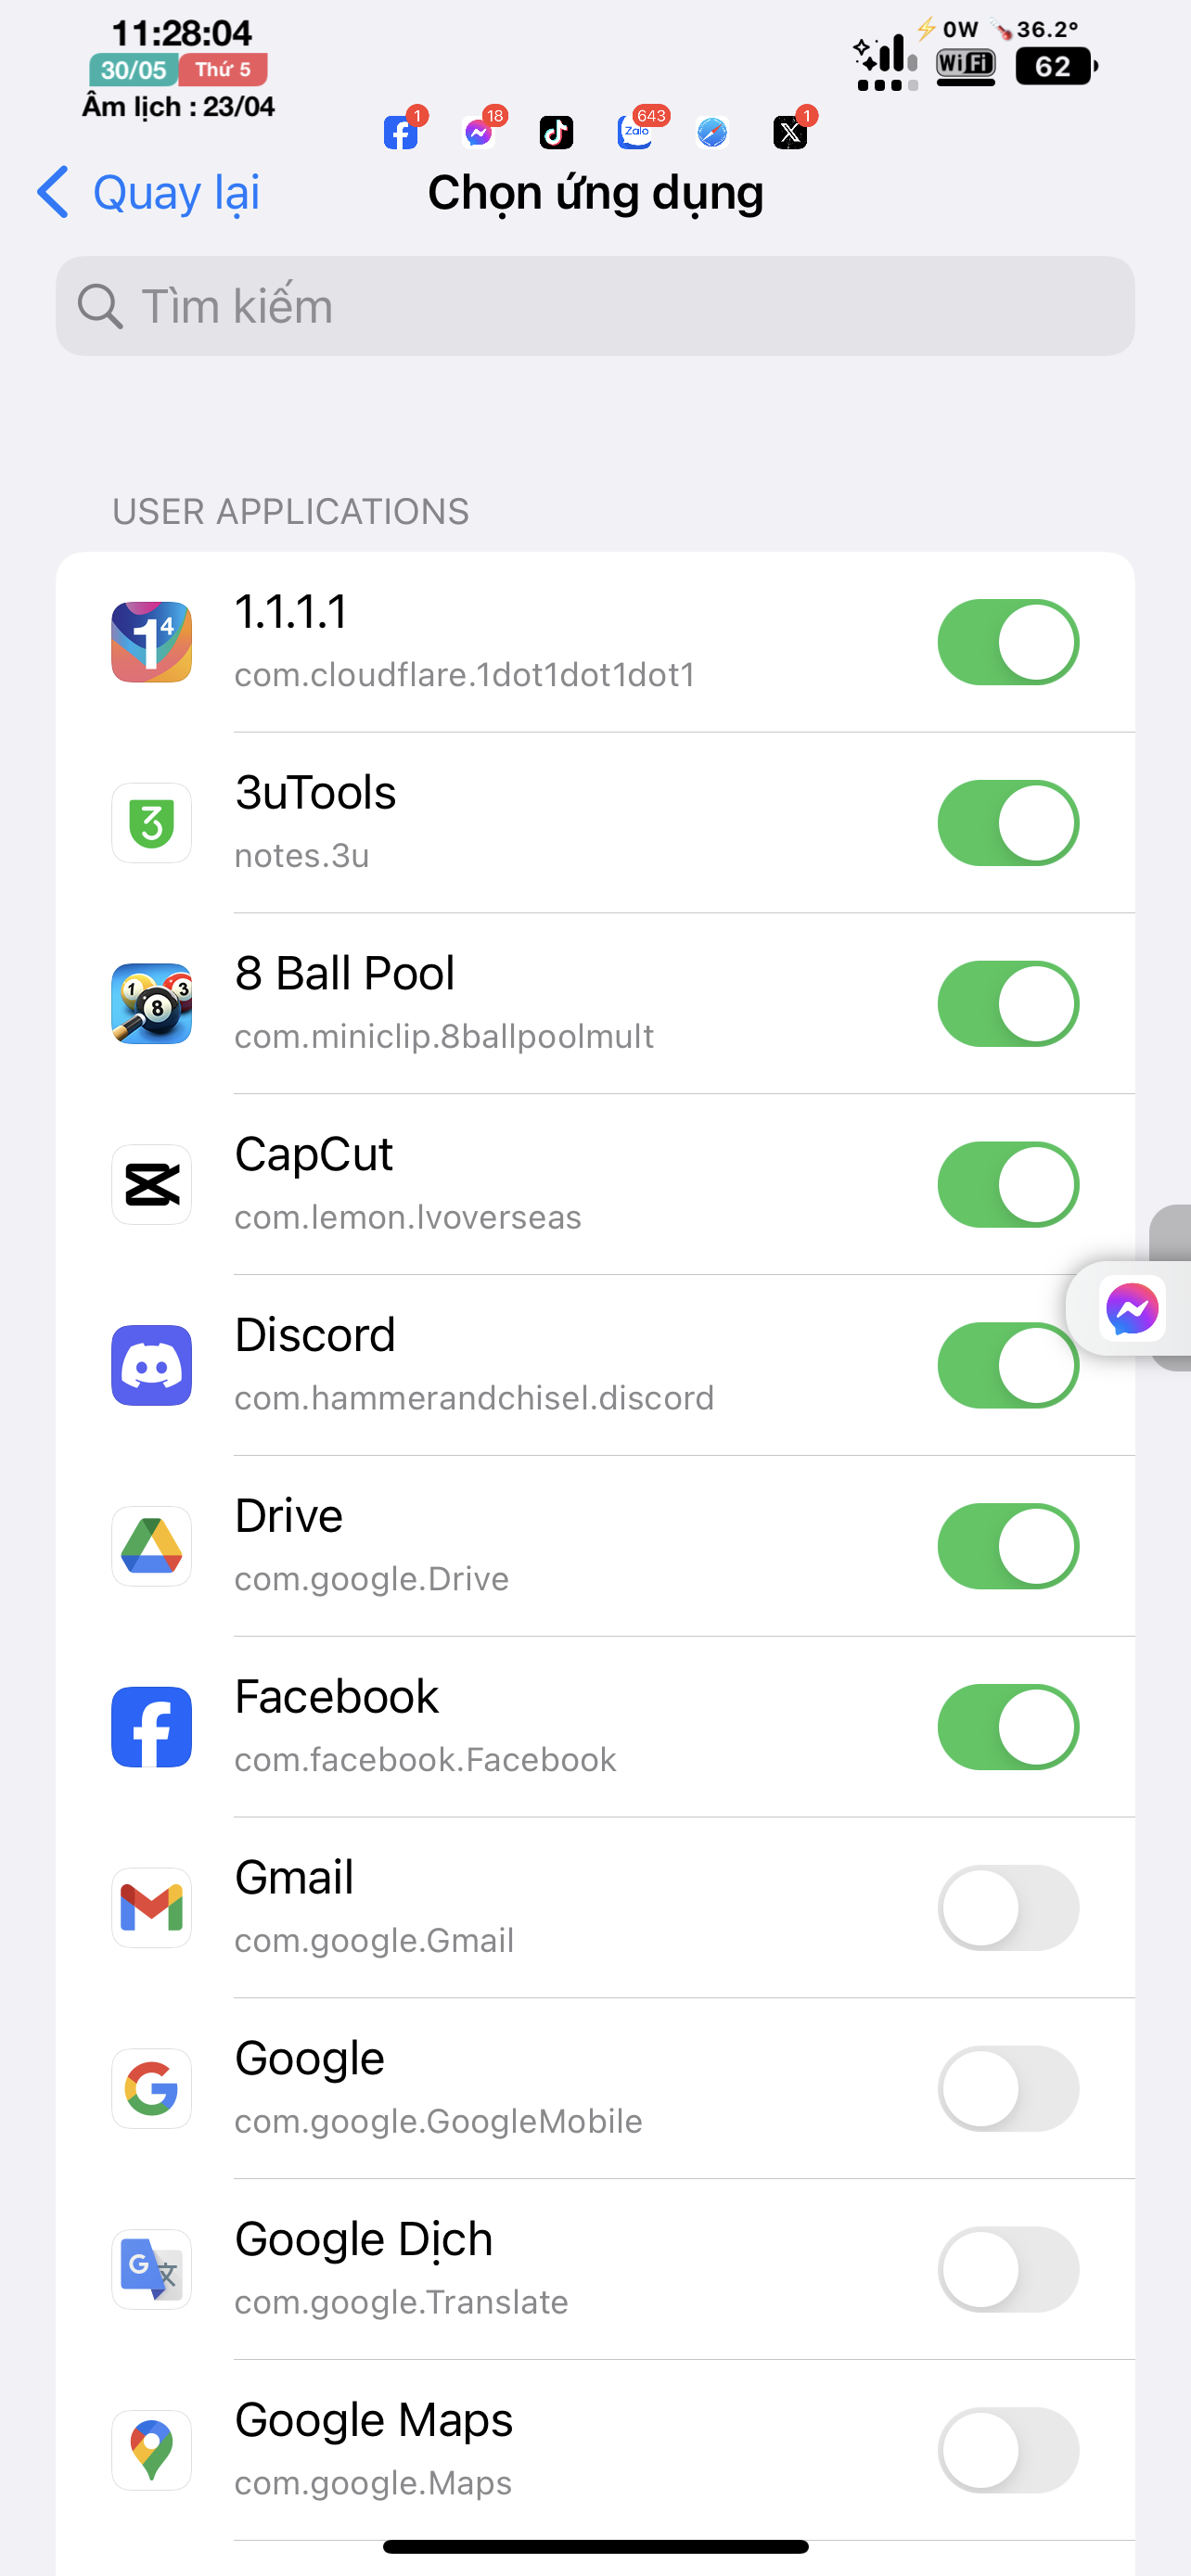 11:28:04
30/05 Thứ 5
Âm lịch : 23/04
0W 36.2°
WiFi 62
1 18 643 1
Zalo
Quay lại
Chọn ứng dụng
Tìm kiếm
USER APPLICATIONS
1.1.1.1
com.cloudflare.1dot1dot1dot1
3uTools
notes.3u
8 Ball Pool
com.miniclip.8ballpoolmult
CapCut
com.lemon.lvoverseas
Discord
com.hammerandchisel.discord
Drive
com.google.Drive
Facebook
com.facebook.Facebook
Gmail
com.google.Gmail
Google
com.google.GoogleMobile
Google Dịch
com.google.Translate
Google Maps
com.google.Maps